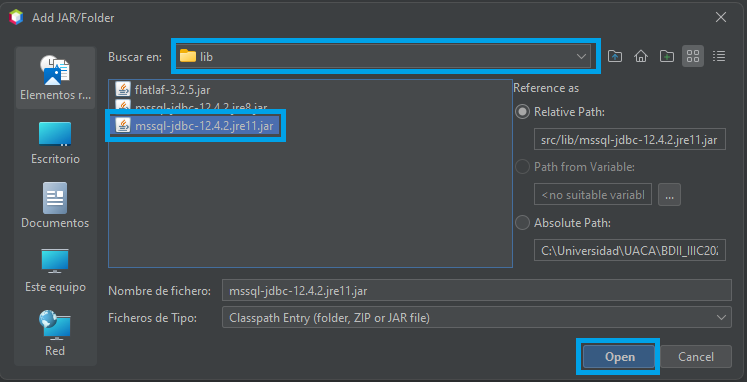 Add JAR/Folder
Buscar en:
lib
Elementos r...
Escritorio
Documentos
Este equipo
Red
flatlaf-3.2.5.jar
mssql-jdbc-12.4.2.jre8.jar
mssql-jdbc-12.4.2.jre11.jar
Reference as
Relative Path:
src/lib/mssql-jdbc-12.4.2.jre11.jar
Path from Variable:
<no suitable variabl
...
Absolute Path:
C:\Universidad\UACA\BDII_IIIC202
Nombre de fichero:
mssql-jdbc-12.4.2.jre11.jar
Ficheros de Tipo:
Classpath Entry (folder, ZIP or JAR file)
Open
Cancel